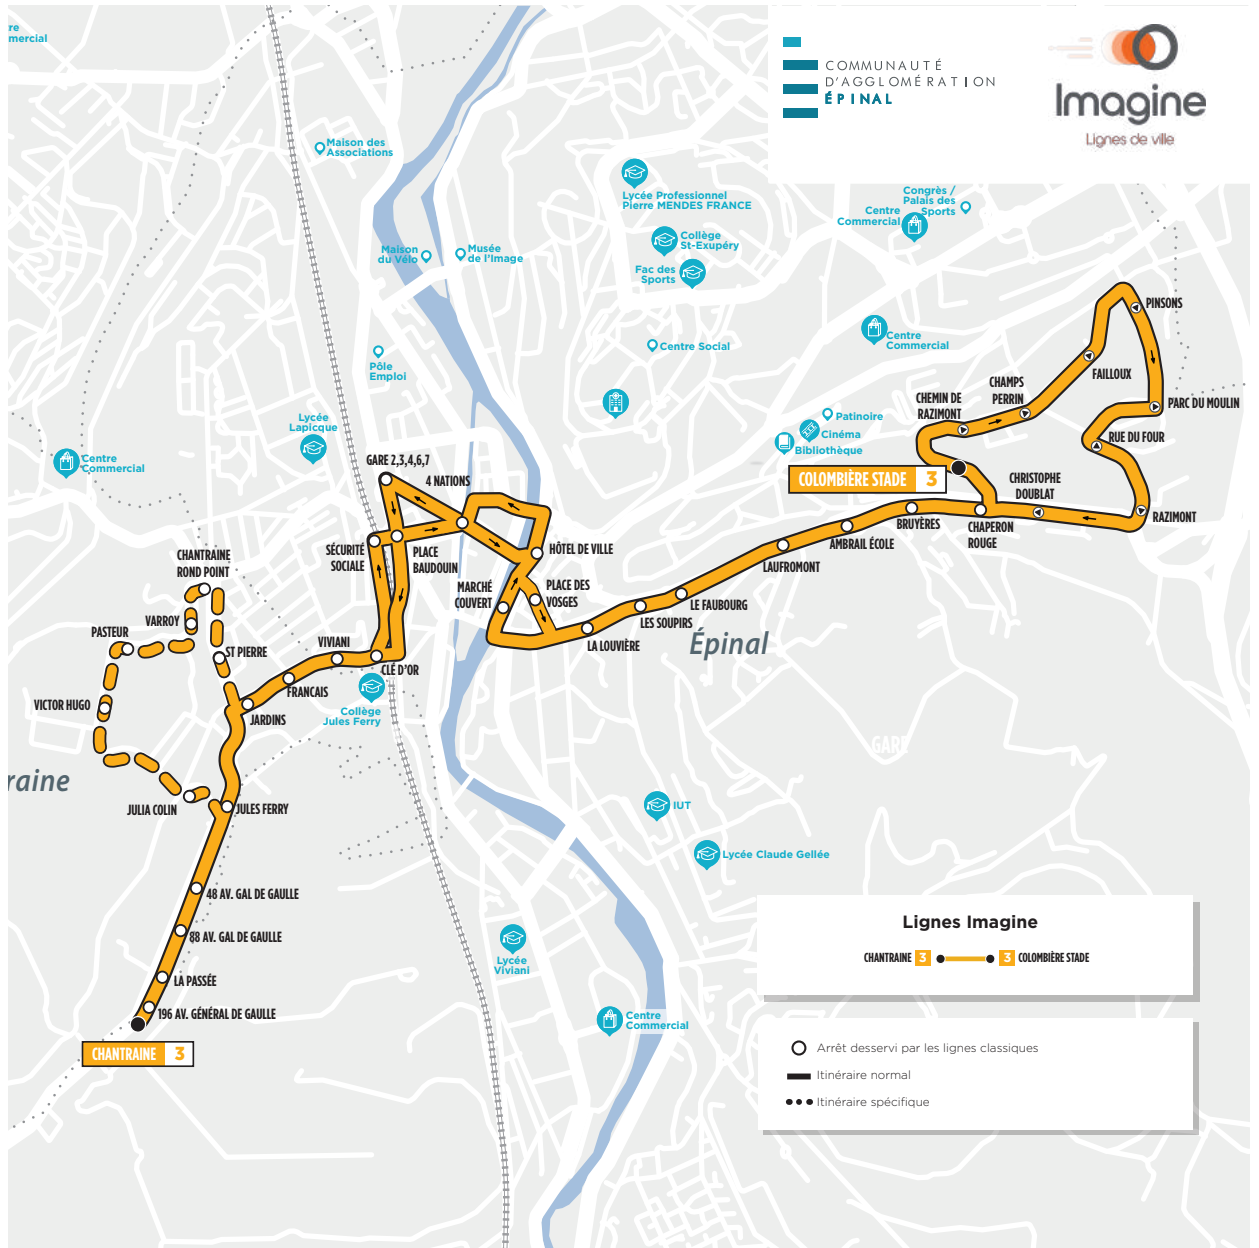 re
mercial
COMMUNAUTÉ
D'AGGLOMÉRATION
ÉPINAL
Imagine
Lignes de ville
Maison des
Associations
Lycée Professionnel
Pierre MENDES FRANCE
Congrès /
Palais des
Sports
Centre
Commercial
Collège
St-Exupéry
Maison
du Vélo
Musée
de l'Image
Fac des
Sports
PINSONS
Centre
Commercial
Centre Social
Pôle
Emploi
FAILLOUX
CHAMPS
PERRIN
CHEMIN DE
RAZIMONT
PARC DU MOULIN
Lycée
Lapicque
Patinoire
Cinéma
Bibliothèque
RUE DU FOUR
Centre
Commercial
GARE 2,3,4,6,7
4 NATIONS
COLOMBIÈRE STADE 3
CHRISTOPHE
DOUBLAT
RAZIMONT
BRUYÈRES
CHAPERON
ROUGE
AMBRAIL ÉCOLE
SÉCURITÉ
SOCIALE
PLACE
BAUDOUIN
HÔTEL DE VILLE
LAUFROMONT
CHANTRAINE
ROND POINT
MARCHÉ
COUVERT
PLACE DES
VOSGES
LE FAUBOURG
LES SOUPIRS
VARROY
PASTEUR
VIVIANI
ST PIERRE
LA LOUVIÈRE
Épinal
CLÉ D'OR
FRANCAIS
VICTOR HUGO
JARDINS
Collège
Jules Ferry
GARE
raine
JULIA COLIN
JULES FERRY
IUT
Lycée Claude Gellée
48 AV. GAL DE GAULLE
88 AV. GAL DE GAULLE
Lycée
Viviani
LA PASSÉE
196 AV. GÉNÉRAL DE GAULLE
Centre
Commercial
CHANTRAINE 3
Lignes Imagine
CHANTRAINE 3 3 COLOMBIÈRE STADE
Arrêt desservi par les lignes classiques
Itinéraire normal
Itinéraire spécifique